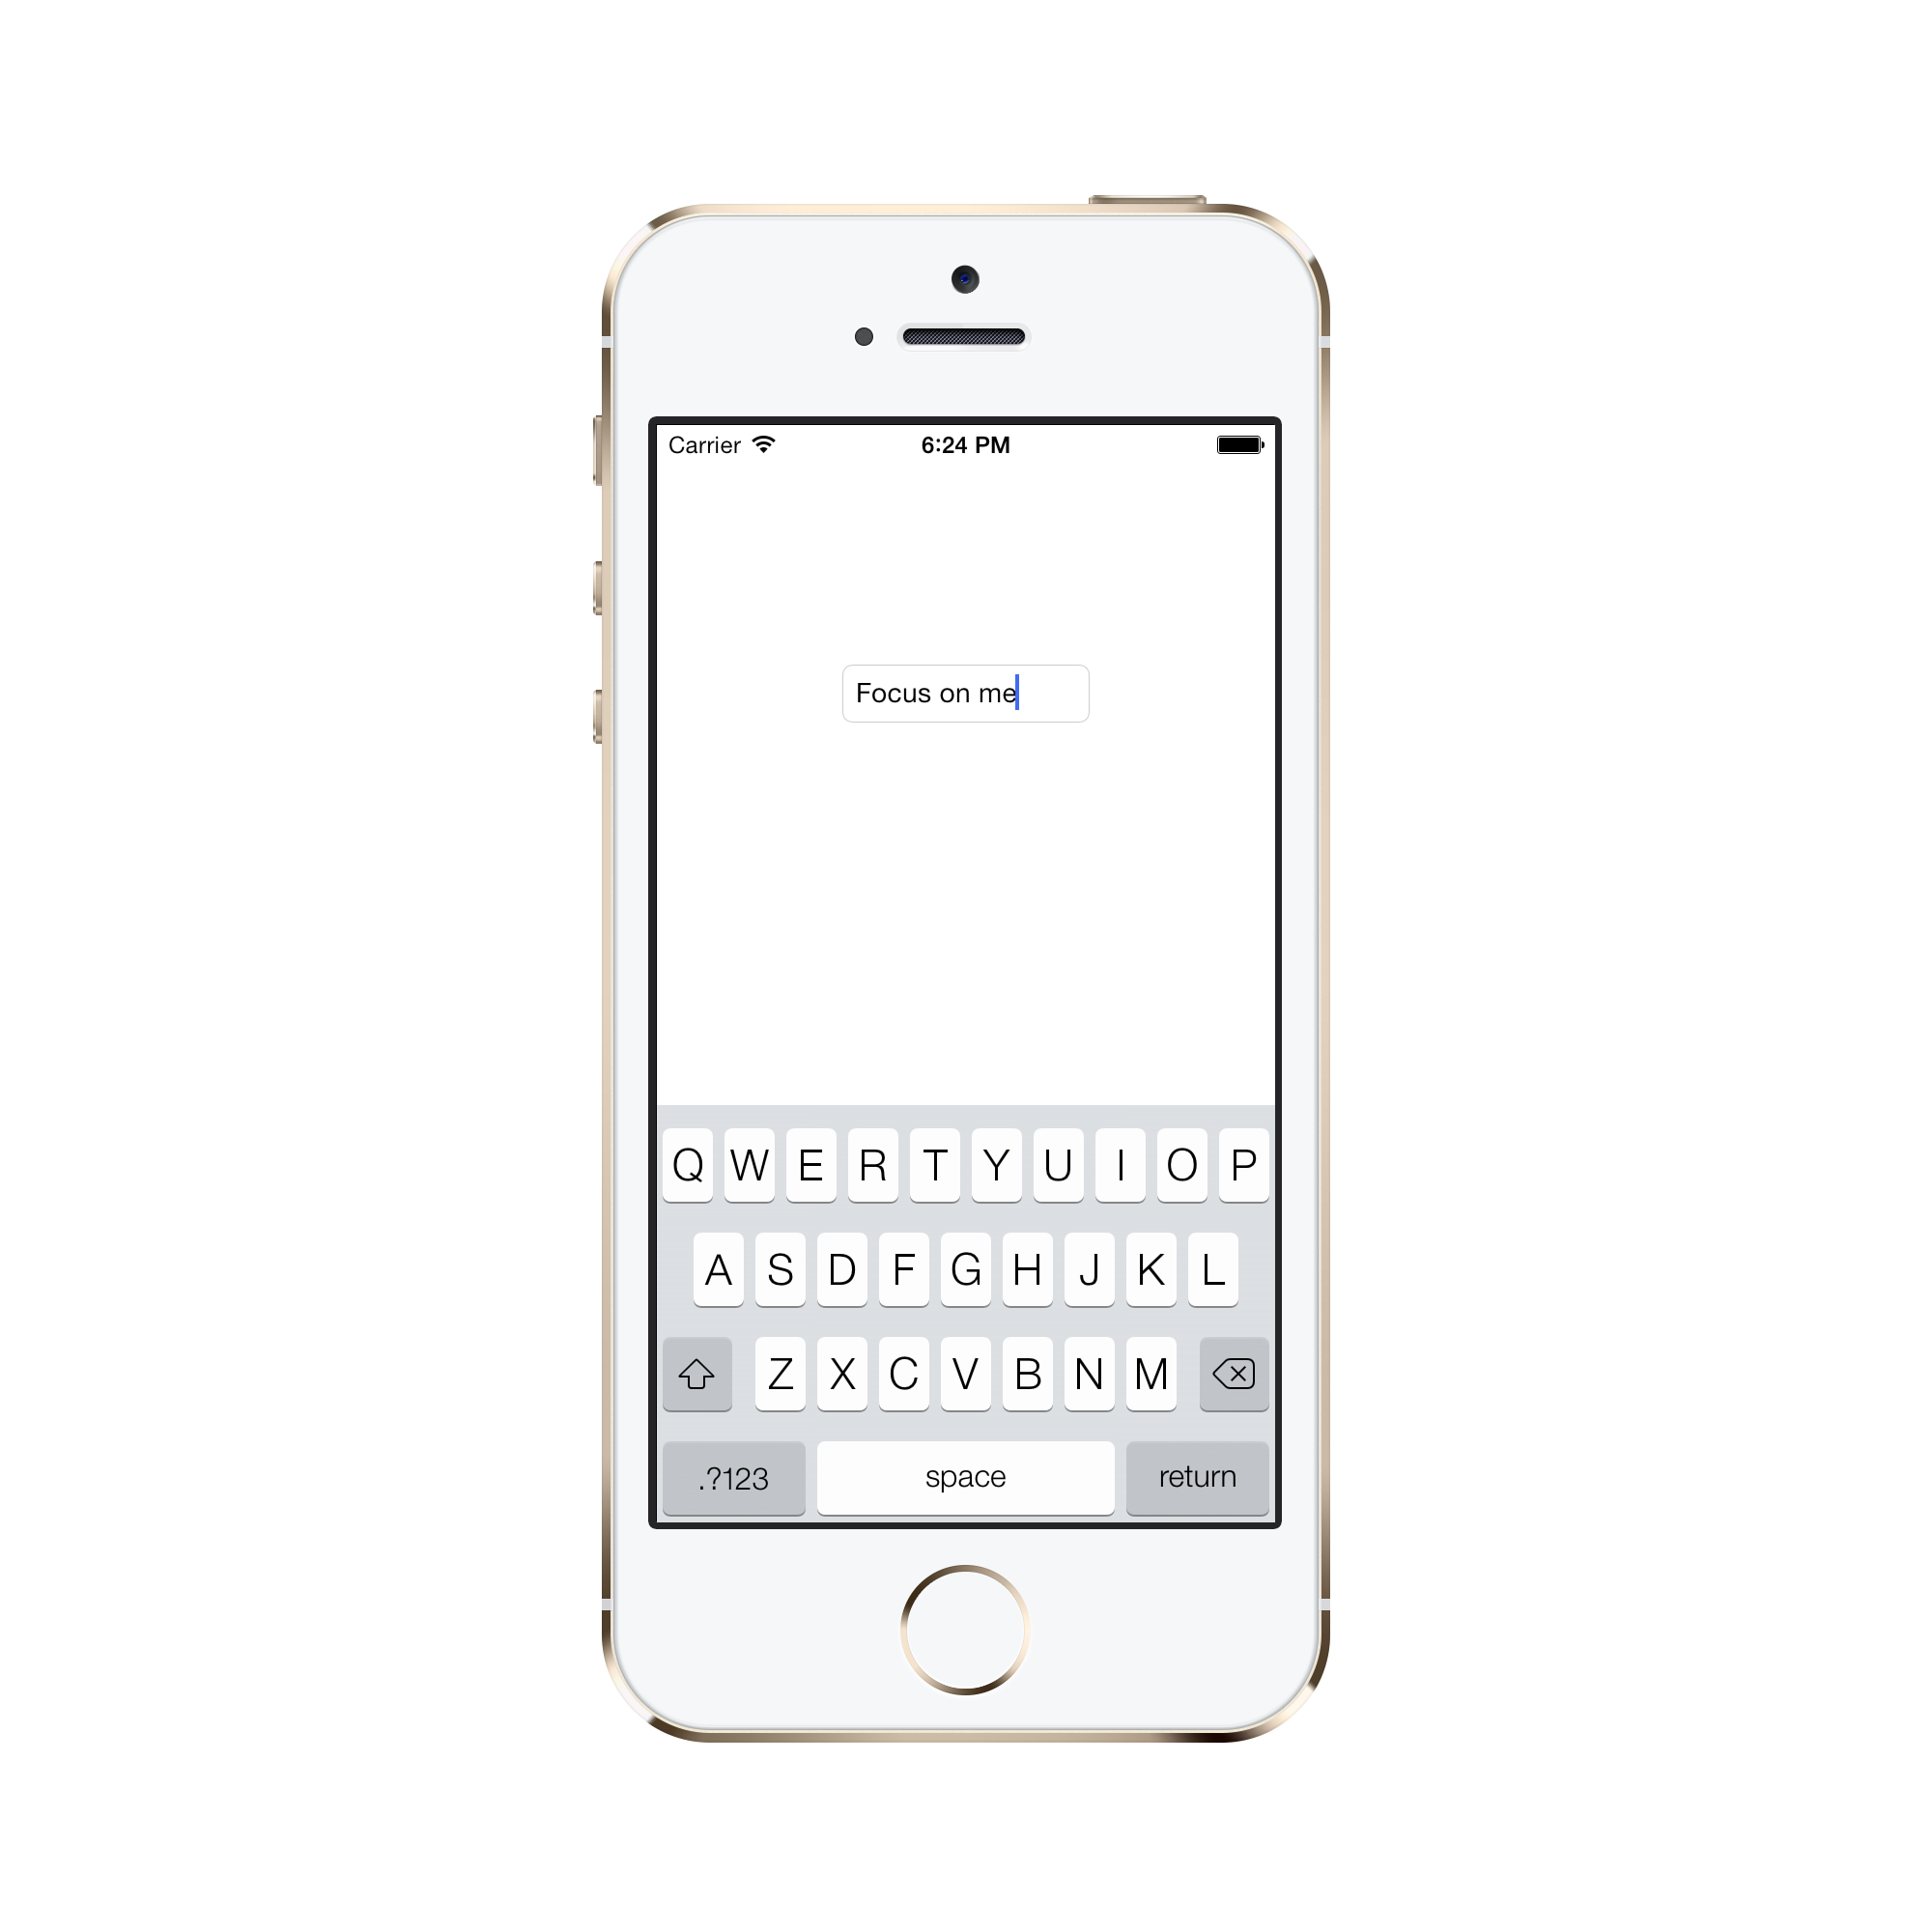 Carrier 6:24 PM
Focus on me
Q W E R T Y U I O P
A S D F G H J K L
Z X C V B N M
.?123 space return